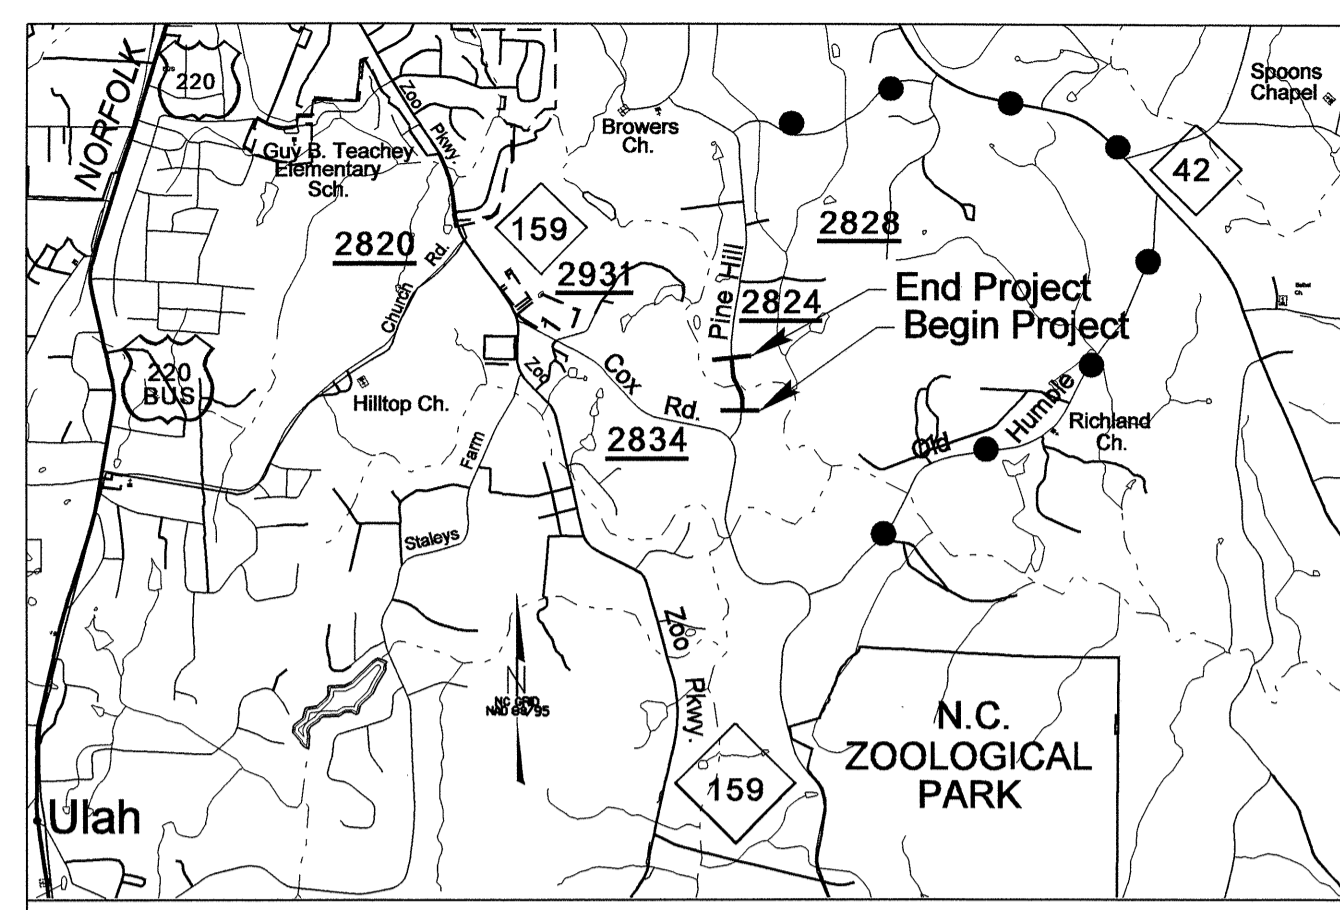 NORFOLK
220
Zoo
Pkwy.
Guy B. Teachey
Elementary
Sch.
Browers
Ch.
Spoons
Chapel
42
159
2820
Church
Rd.
2931
2828
Pine Hill
2824
End Project
Begin Project
220
BUS
Hilltop Ch.
Zoo
Cox
Rd.
2834
Farm
Old
Humble
Richland
Ch.
Staleys
N
NC GRID
Zoo
Pkwy.
159
N.C.
ZOOLOGICAL
PARK
Ulah